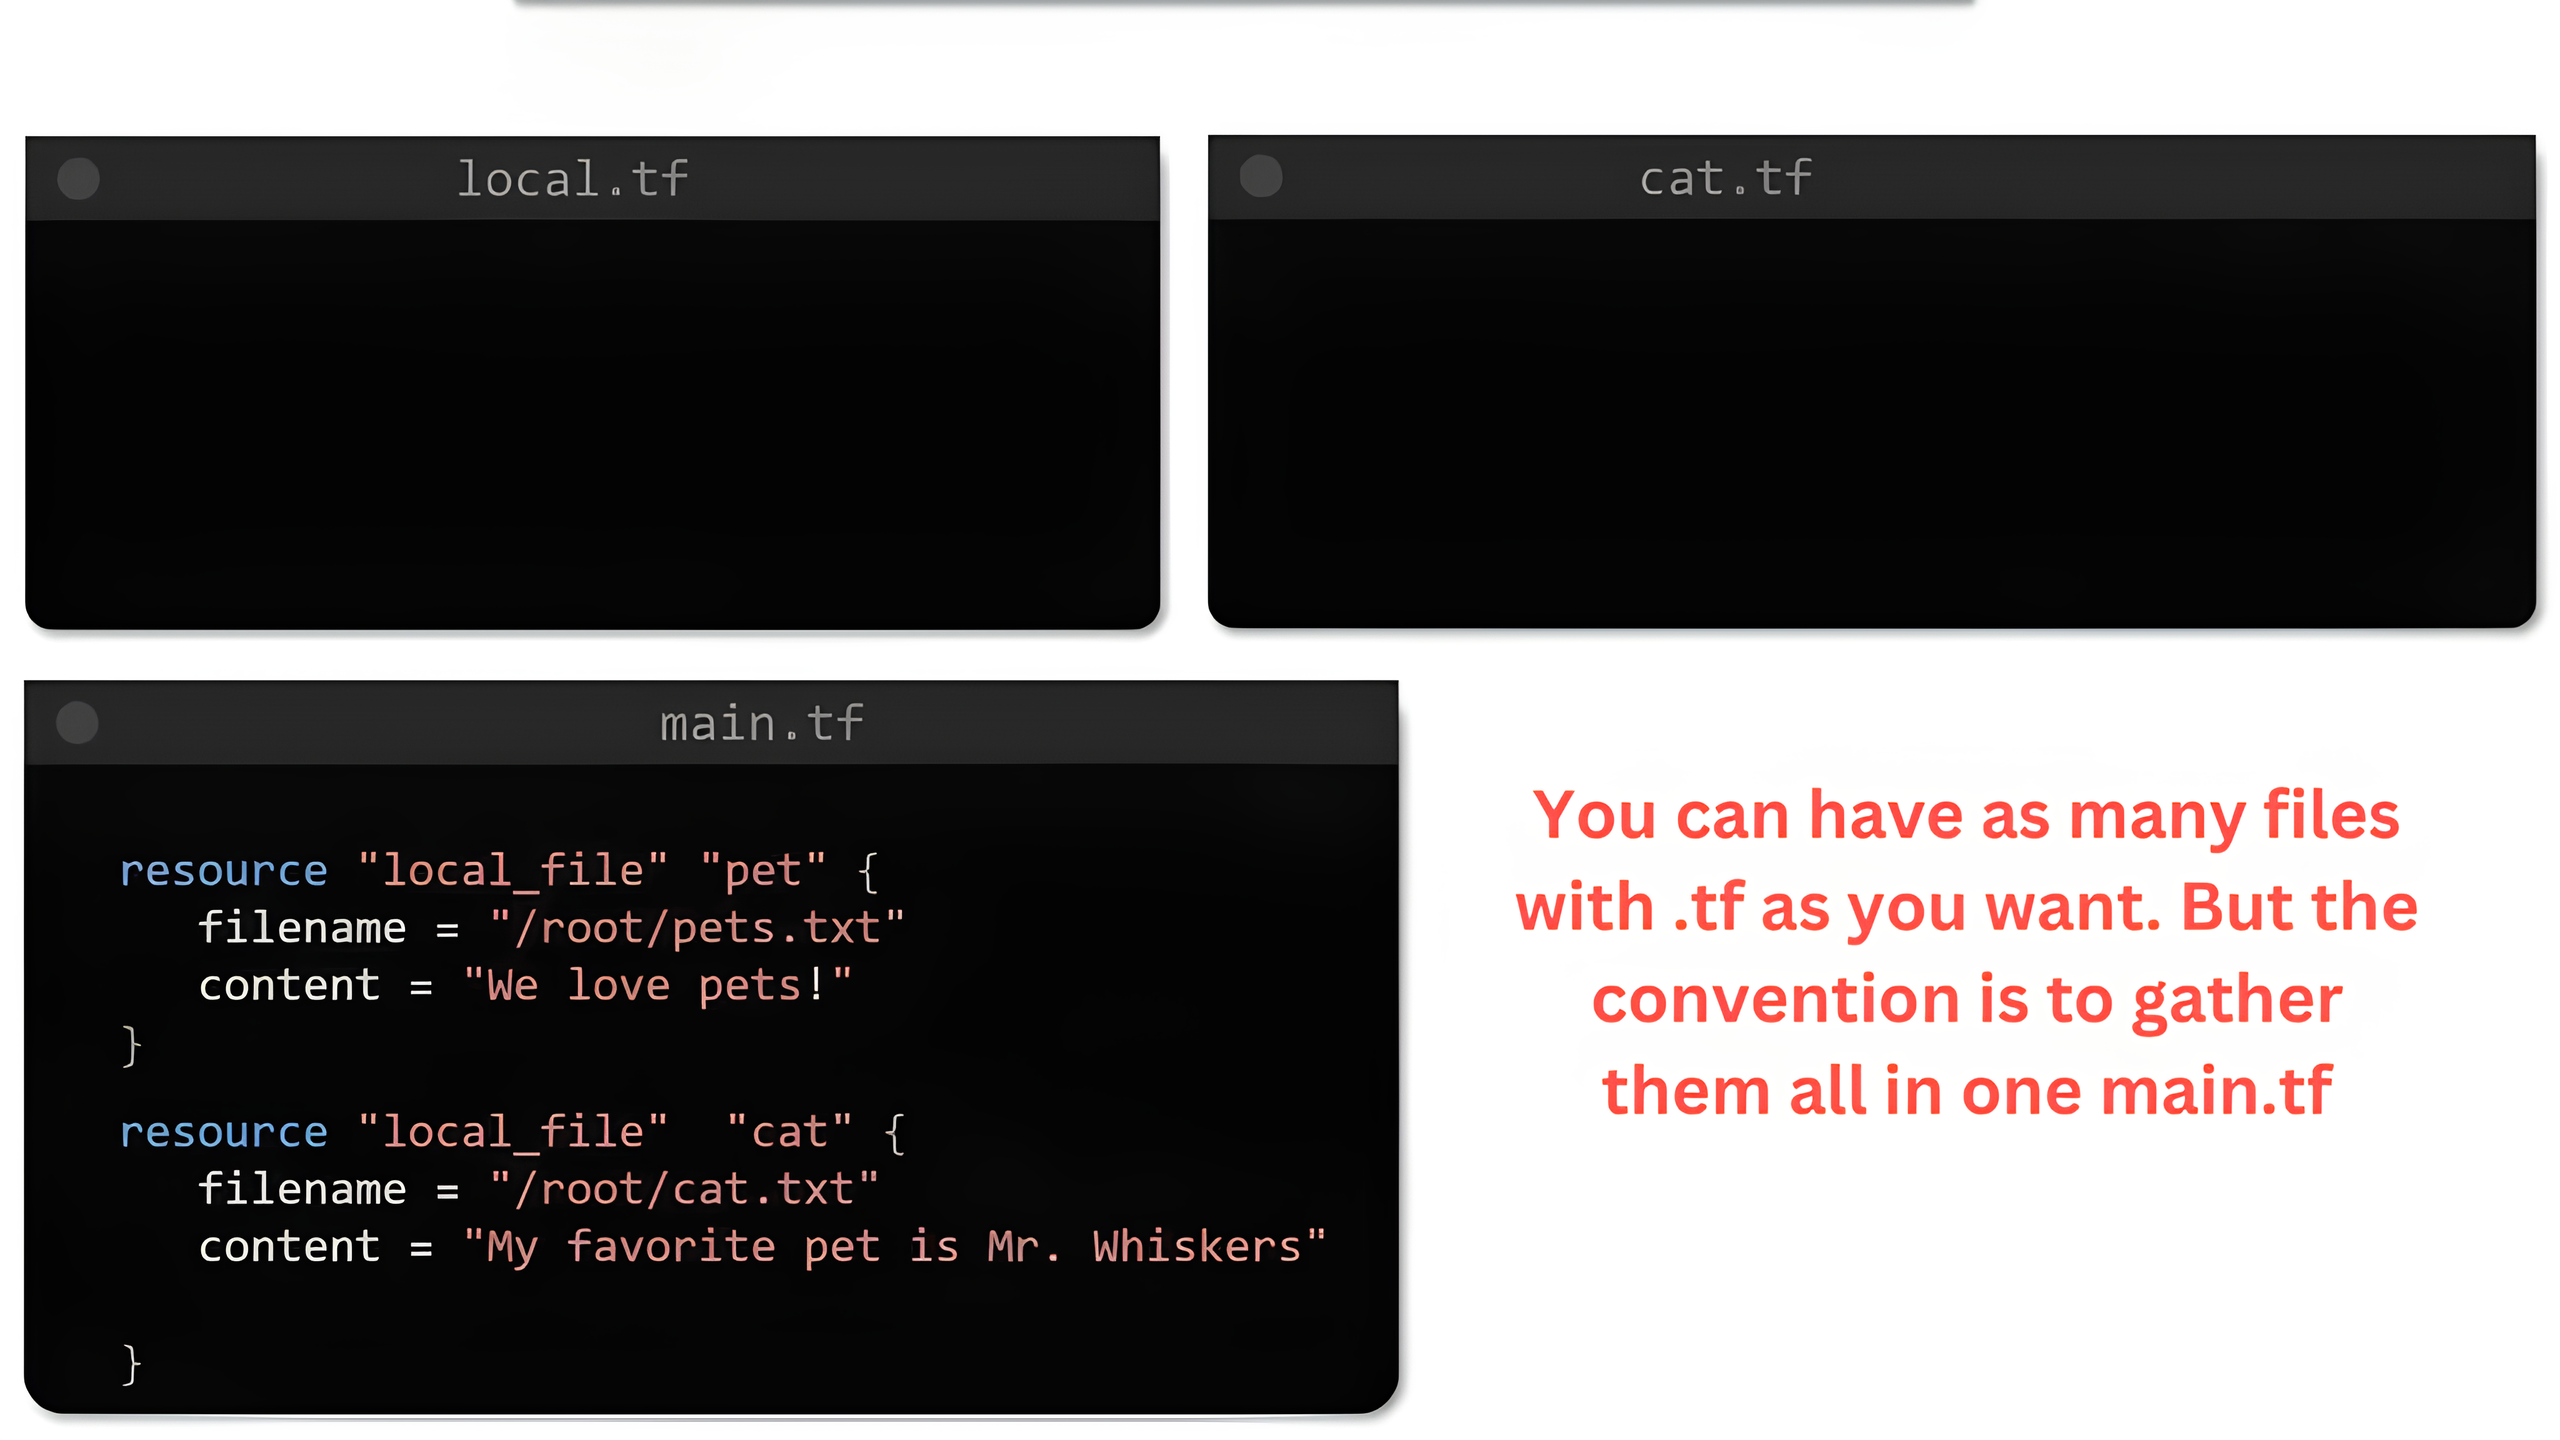 local.tf
cat.tf
main.tf
resource "local_file" "pet" {
filename = "/root/pets.txt"
content = "We love pets!"
}
resource "local_file"  "cat" {
filename = "/root/cat.txt"
content = "My favorite pet is Mr. Whiskers"
}
You can have as many files
with .tf as you want. But the
convention is to gather
them all in one main.tf